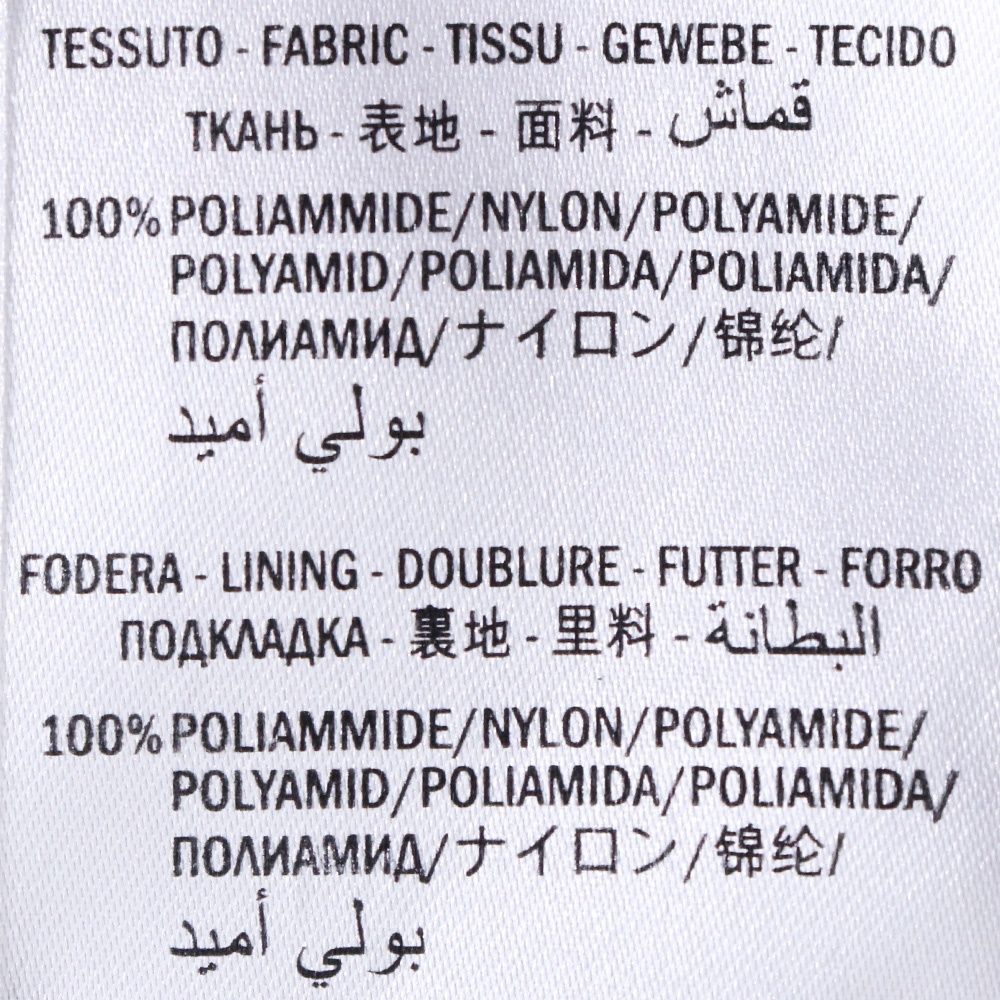 TESSUTO - FABRIC - TISSU - GEWEBE - TECIDO
ТКАНЬ - 表地 - 面料 - قماش
100% POLIAMMIDE/NYLON/POLYAMIDE/
POLYAMID/POLIAMIDA/POLIAMIDA/
ПОЛИАМИД/ナイロン/锦纶/
بولي أميد
FODERA - LINING - DOUBLURE - FUTTER - FORRO
ПОДКЛАДКА - 裏地 - 里料 - البطانة
100% POLIAMMIDE/NYLON/POLYAMIDE/
POLYAMID/POLIAMIDA/POLIAMIDA/
ПОЛИАМИД/ナイロン/锦纶/
بولي أميد